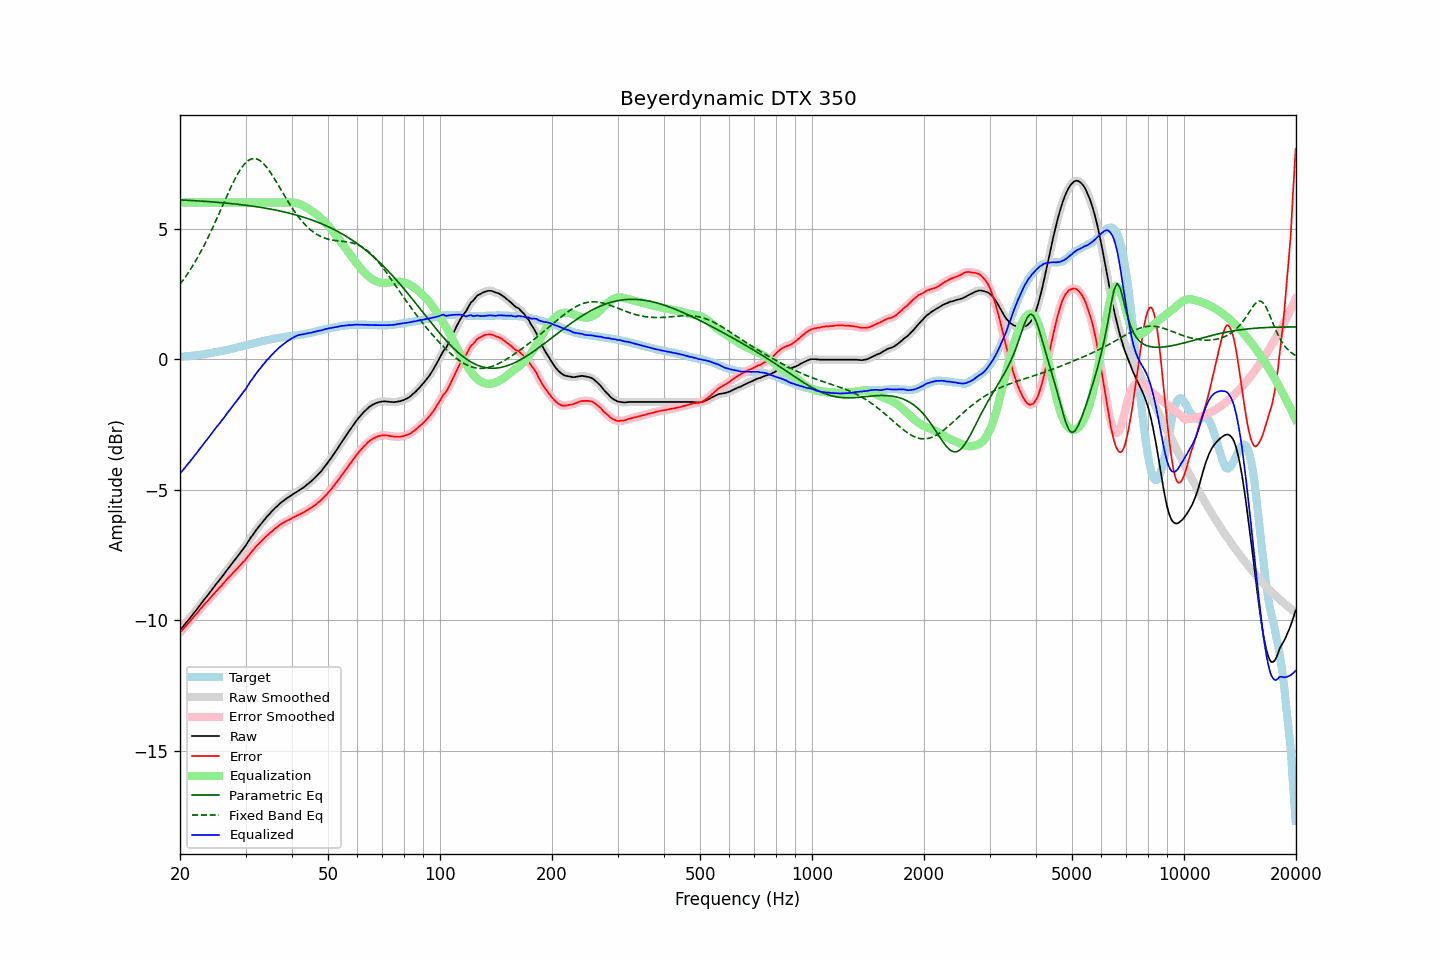 Beyerdynamic DTX 350
Amplitude (dBr)
5
0
−5
−10
−15
Target
Raw Smoothed
Error Smoothed
Raw
Error
Equalization
Parametric Eq
Fixed Band Eq
Equalized
20 50 100 200 500 1000 2000 5000 10000 20000
Frequency (Hz)